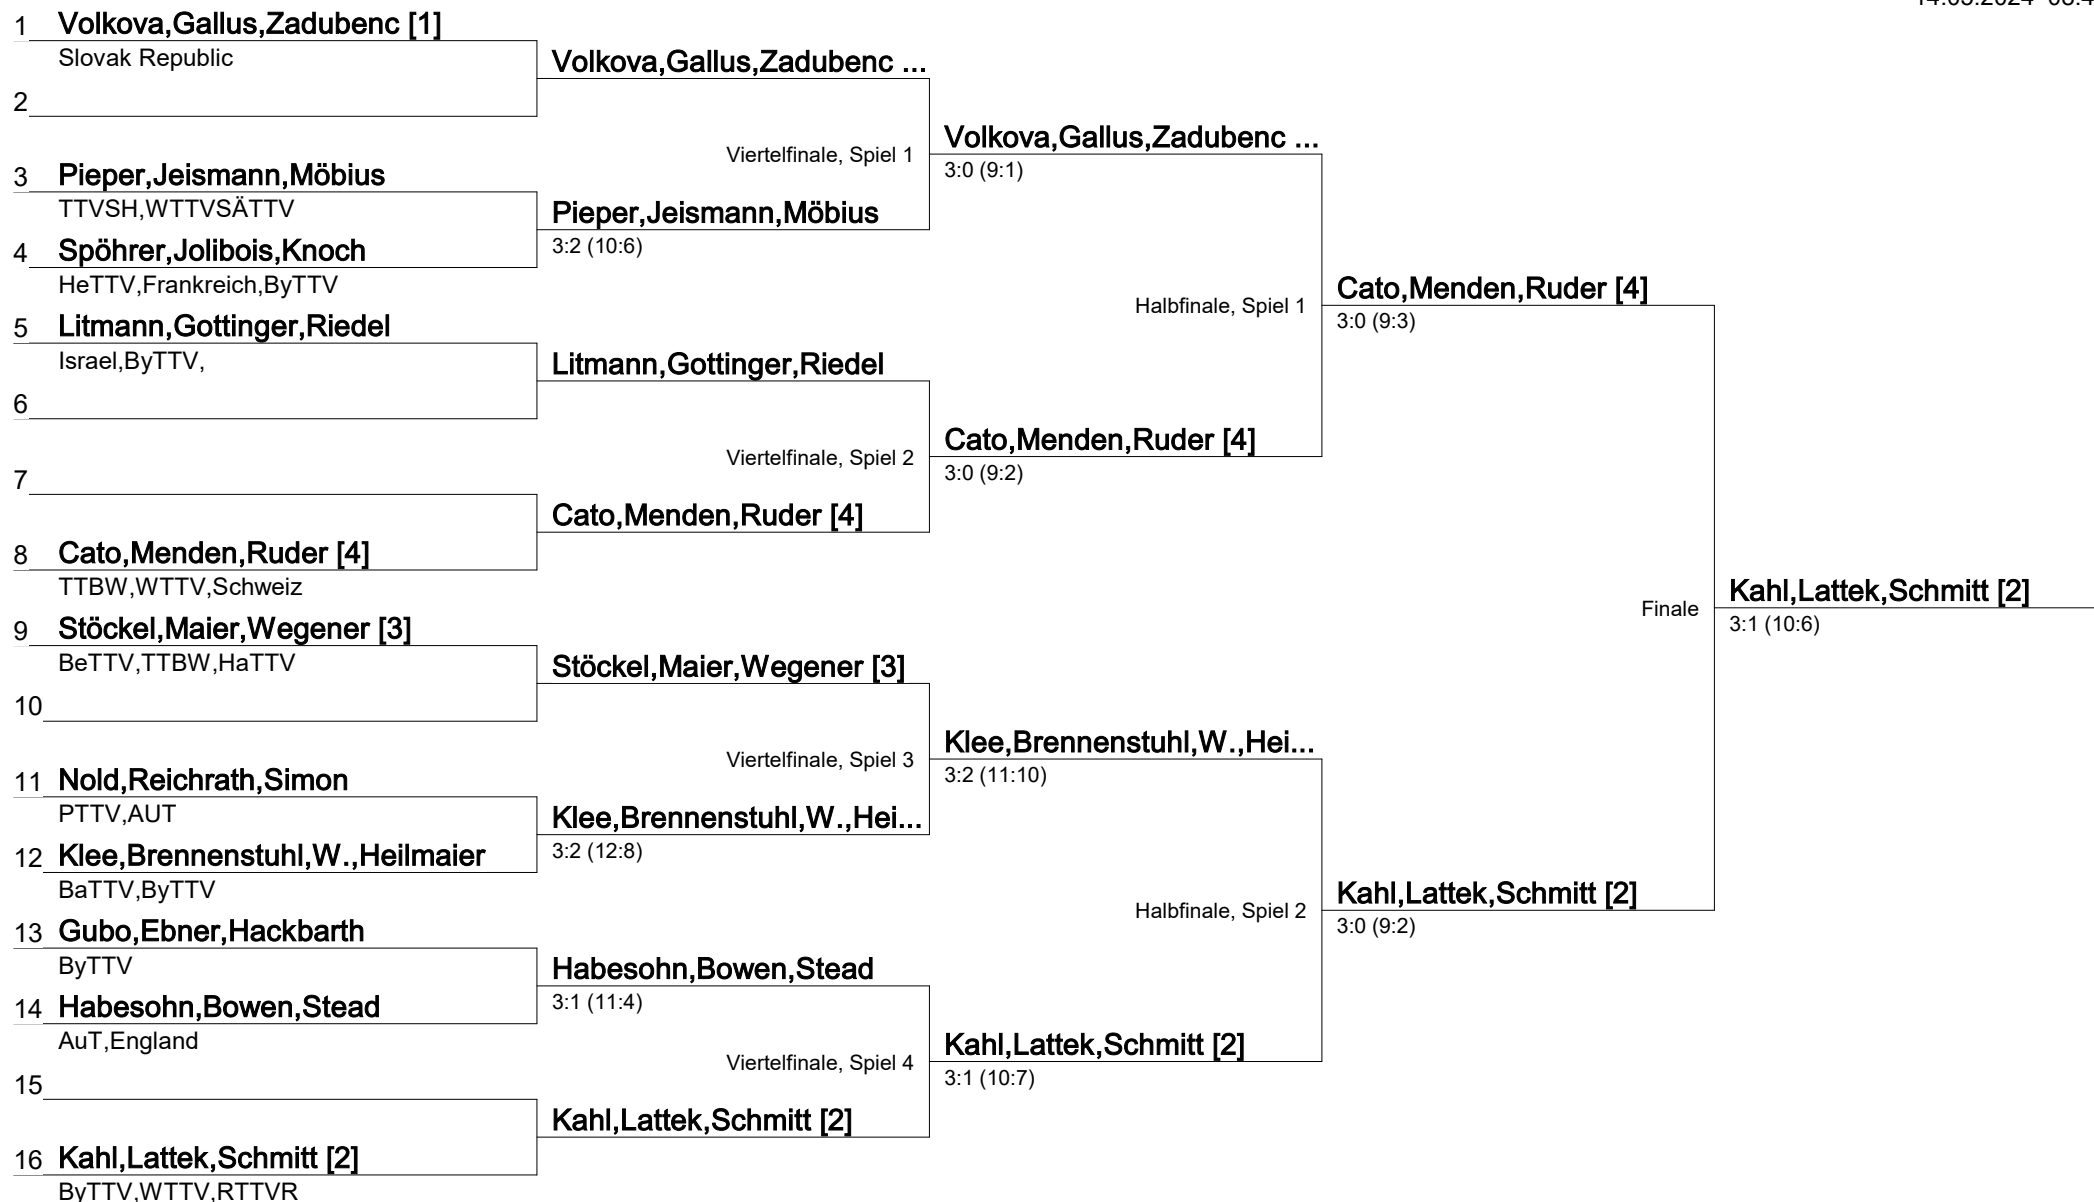 1 Volkova,Gallus,Zadubenc [1]
Slovak Republic
Volkova,Gallus,Zadubenc ...
2
Volkova,Gallus,Zadubenc ...
Viertelfinale, Spiel 1
3:0 (9:1)
3 Pieper,Jeismann,Möbius
TTVSH,WTTVSÄTTV
Pieper,Jeismann,Möbius
3:2 (10:6)
4 Spöhrer,Jolibois,Knoch
HeTTV,Frankreich,ByTTV
Cato,Menden,Ruder [4]
Halbfinale, Spiel 1
3:0 (9:3)
5 Litmann,Gottinger,Riedel
Israel,ByTTV,
Litmann,Gottinger,Riedel
6
Cato,Menden,Ruder [4]
Viertelfinale, Spiel 2
3:0 (9:2)
7
Cato,Menden,Ruder [4]
8 Cato,Menden,Ruder [4]
TTBW,WTTV,Schweiz
Kahl,Lattek,Schmitt [2]
Finale
3:1 (10:6)
9 Stöckel,Maier,Wegener [3]
BeTTV,TTBW,HaTTV
Stöckel,Maier,Wegener [3]
10
Klee,Brennenstuhl,W.,Hei...
Viertelfinale, Spiel 3
3:2 (11:10)
11 Nold,Reichrath,Simon
PTTV,AUT
Klee,Brennenstuhl,W.,Hei...
3:2 (12:8)
12 Klee,Brennenstuhl,W.,Heilmaier
BaTTV,ByTTV
Kahl,Lattek,Schmitt [2]
Halbfinale, Spiel 2
3:0 (9:2)
13 Gubo,Ebner,Hackbarth
ByTTV
Habesohn,Bowen,Stead
3:1 (11:4)
14 Habesohn,Bowen,Stead
AuT,England
Kahl,Lattek,Schmitt [2]
Viertelfinale, Spiel 4
3:1 (10:7)
15
Kahl,Lattek,Schmitt [2]
16 Kahl,Lattek,Schmitt [2]
ByTTV,WTTV,RTTVR